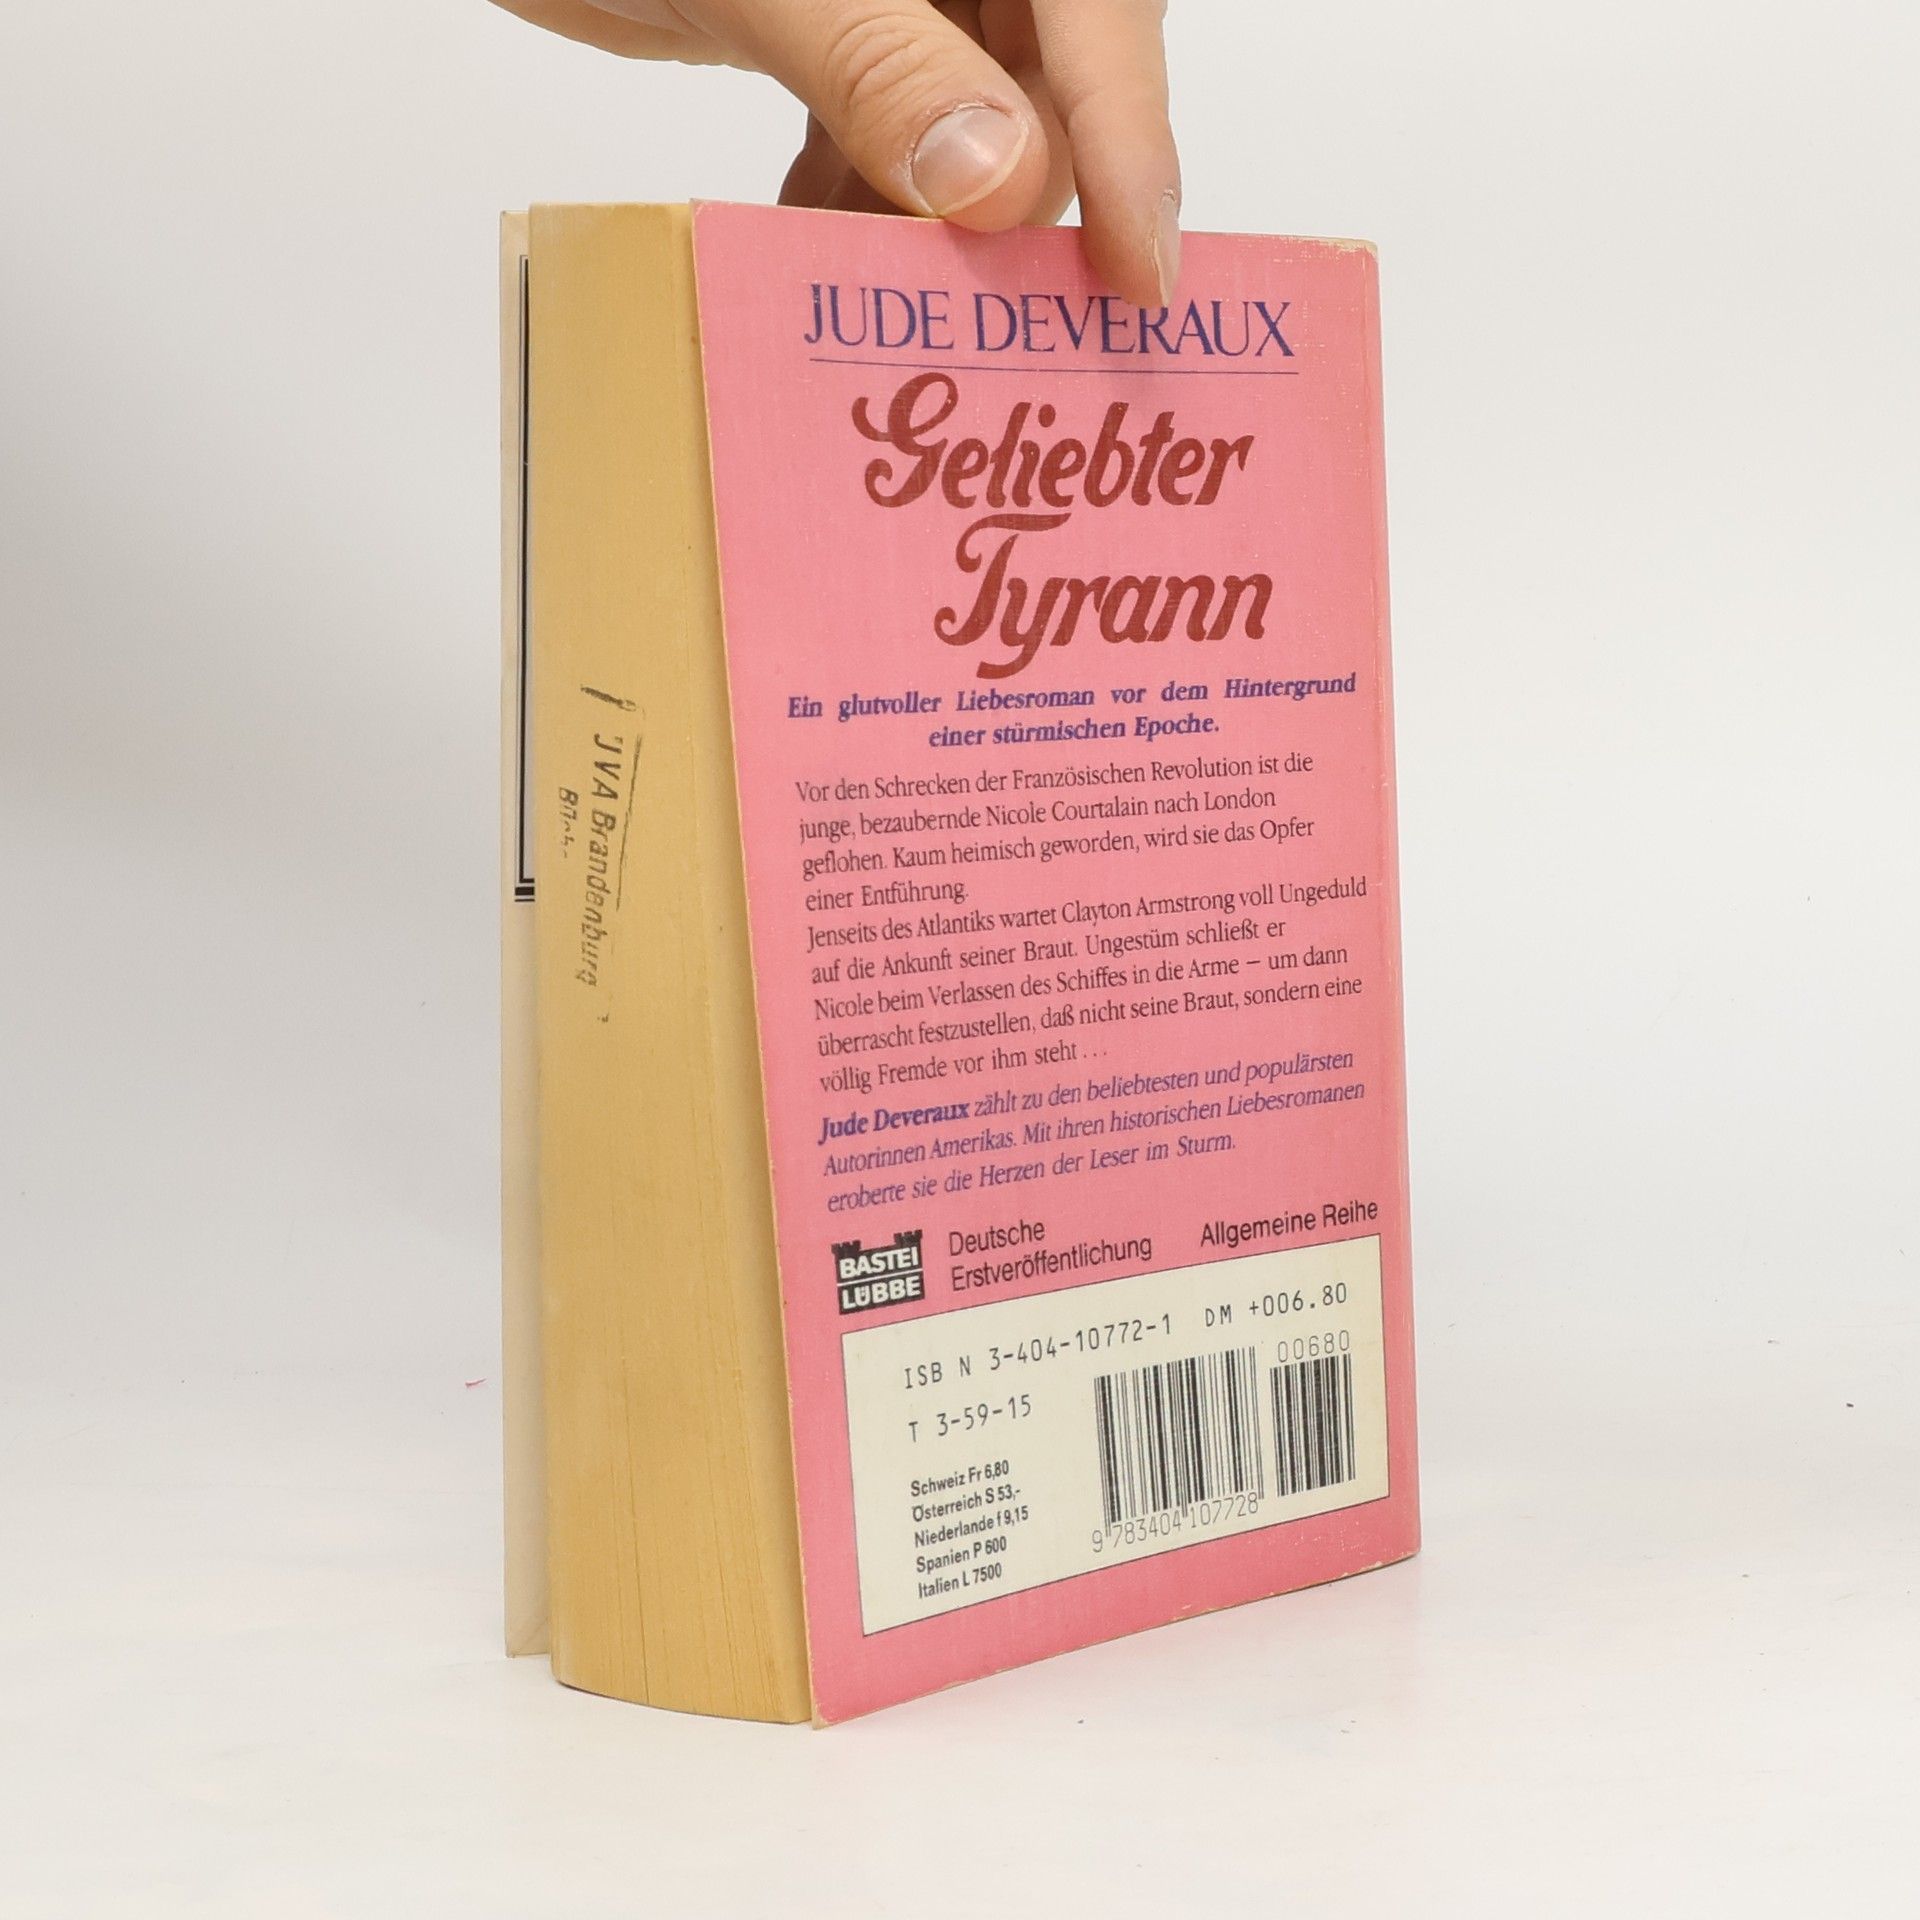 JUDE DEVERAUX
Geliebter
Tyrann
Ein glutvoller Liebesroman vor dem Hintergrund
einer stürmischen Epoche.
Vor den Schrecken der Französischen Revolution ist die
junge, bezaubernde Nicole Courtalain nach London
geflohen. Kaum heimisch geworden, wird sie das Opfer
einer Entführung.
Jenseits des Atlantiks wartet Clayton Armstrong voll Ungeduld
auf die Ankunft seiner Braut. Ungestüm schließt er
Nicole beim Verlassen des Schiffes in die Arme – um dann
überrascht festzustellen, daß nicht seine Braut, sondern eine
völlig Fremde vor ihm steht . . .
Jude Deveraux zählt zu den beliebtesten und populärsten
Autorinnen Amerikas. Mit ihren historischen Liebesromanen
eroberte sie die Herzen der Leser im Sturm.
BASTEI
LÜBBE
Deutsche
Erstveröffentlichung
Allgemeine Reihe
ISB N 3-404-10772-1 DM +006.80
00680
T 3-59-15
Schweiz Fr 6,80
Österreich S 53,-
Niederlande f 9,15
Spanien P 600
Italien L 7500
9 783404 107728
JVA Brandenburg